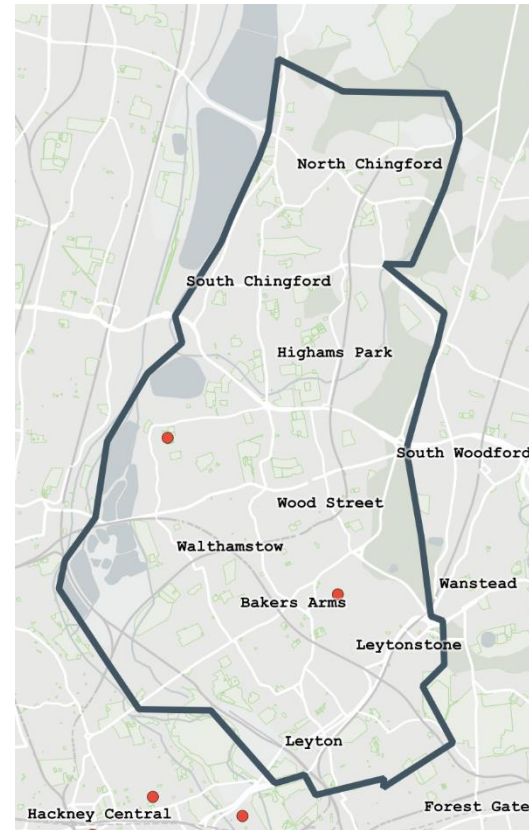 North Chingford
South Chingford
Highams Park
South Woodford
Wood Street
Walthamstow
Wanstead
Bakers Arms
Leytonstone
Leyton
Forest Gate
Hackney Central